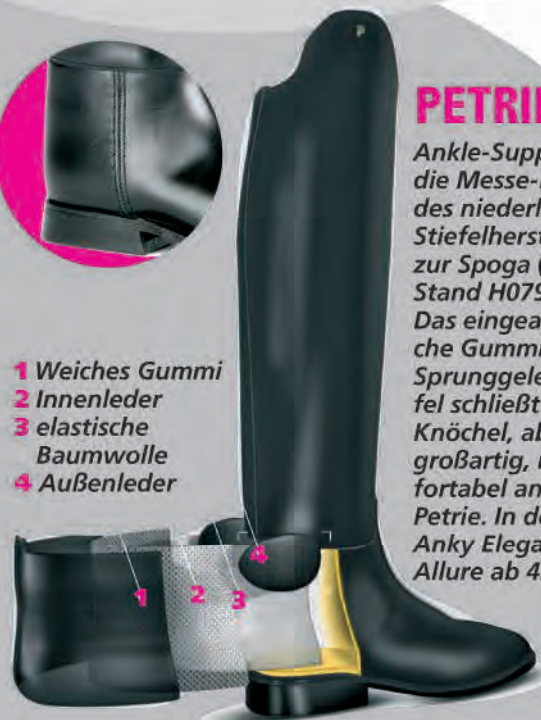 PETRIE
Ankle-Supp
die Messe-
des niederl
Stiefelherst
zur Spoga (
Stand H079
Das eingea
che Gummi
Sprunggele
fel schließt
Knöchel, ab
großartig,
fortabel an
Petrie. In de
Anky Elega
Allure ab 4
1 Weiches Gummi
2 Innenleder
3 elastische
Baumwolle
4 Außenleder
1
2
3
4